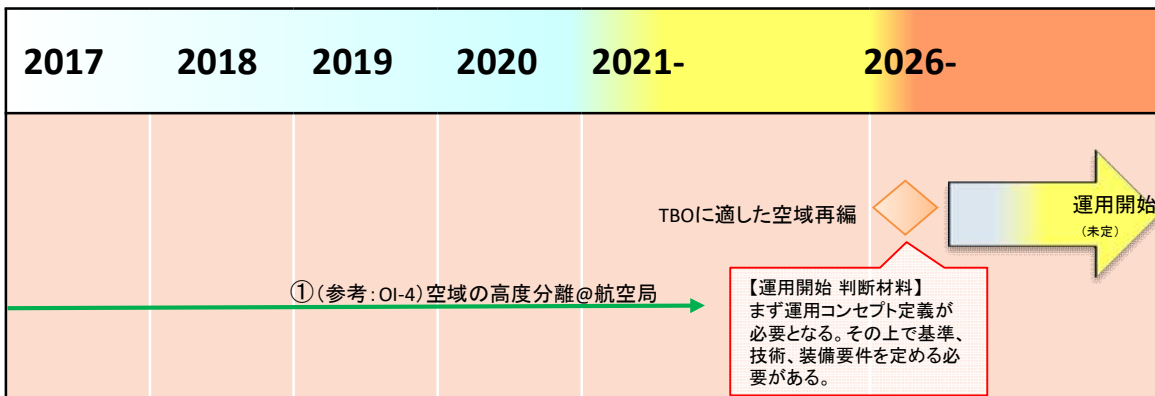 2017 2018 2019 2020 2021- 2026-
TBOに適した空域再編
運用開始
(未定)
①(参考:OI-4)空域の高度分離@航空局
【運用開始 判断材料】
まず運用コンセプト定義が
必要となる。その上で基準、
技術、装備要件を定める必
要がある。